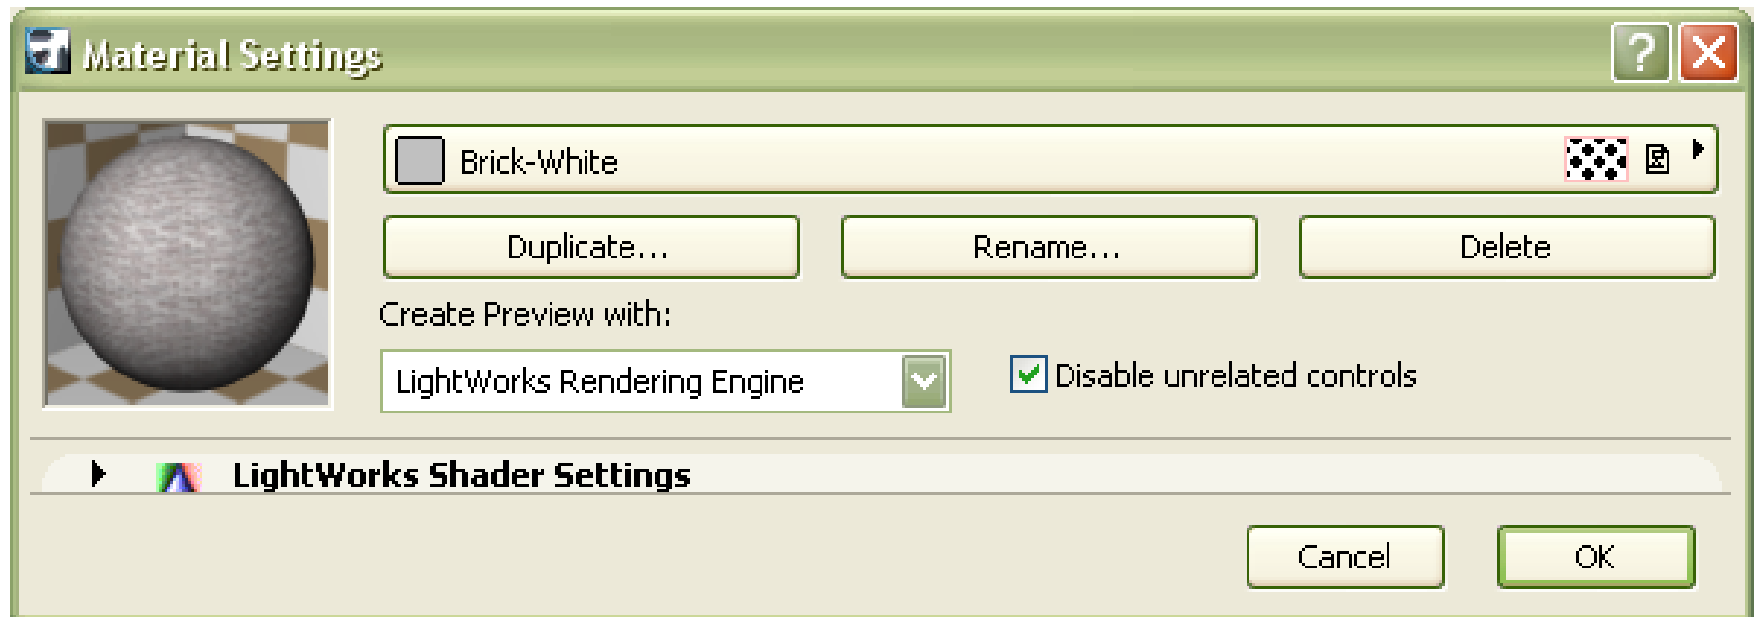 Material Settings
Brick-White
Duplicate...
Rename...
Delete
Create Preview with:
LightWorks Rendering Engine
Disable unrelated controls
LightWorks Shader Settings
Cancel
OK